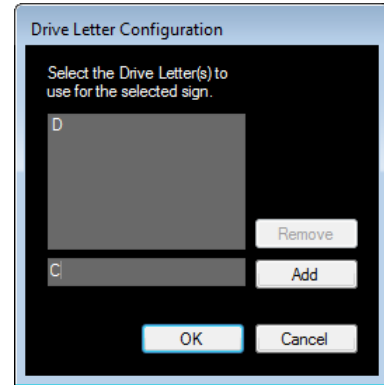 Drive Letter Configuration
Select the Drive Letter(s) to
use for the selected sign.
D
Remove
C
Add
OK
Cancel